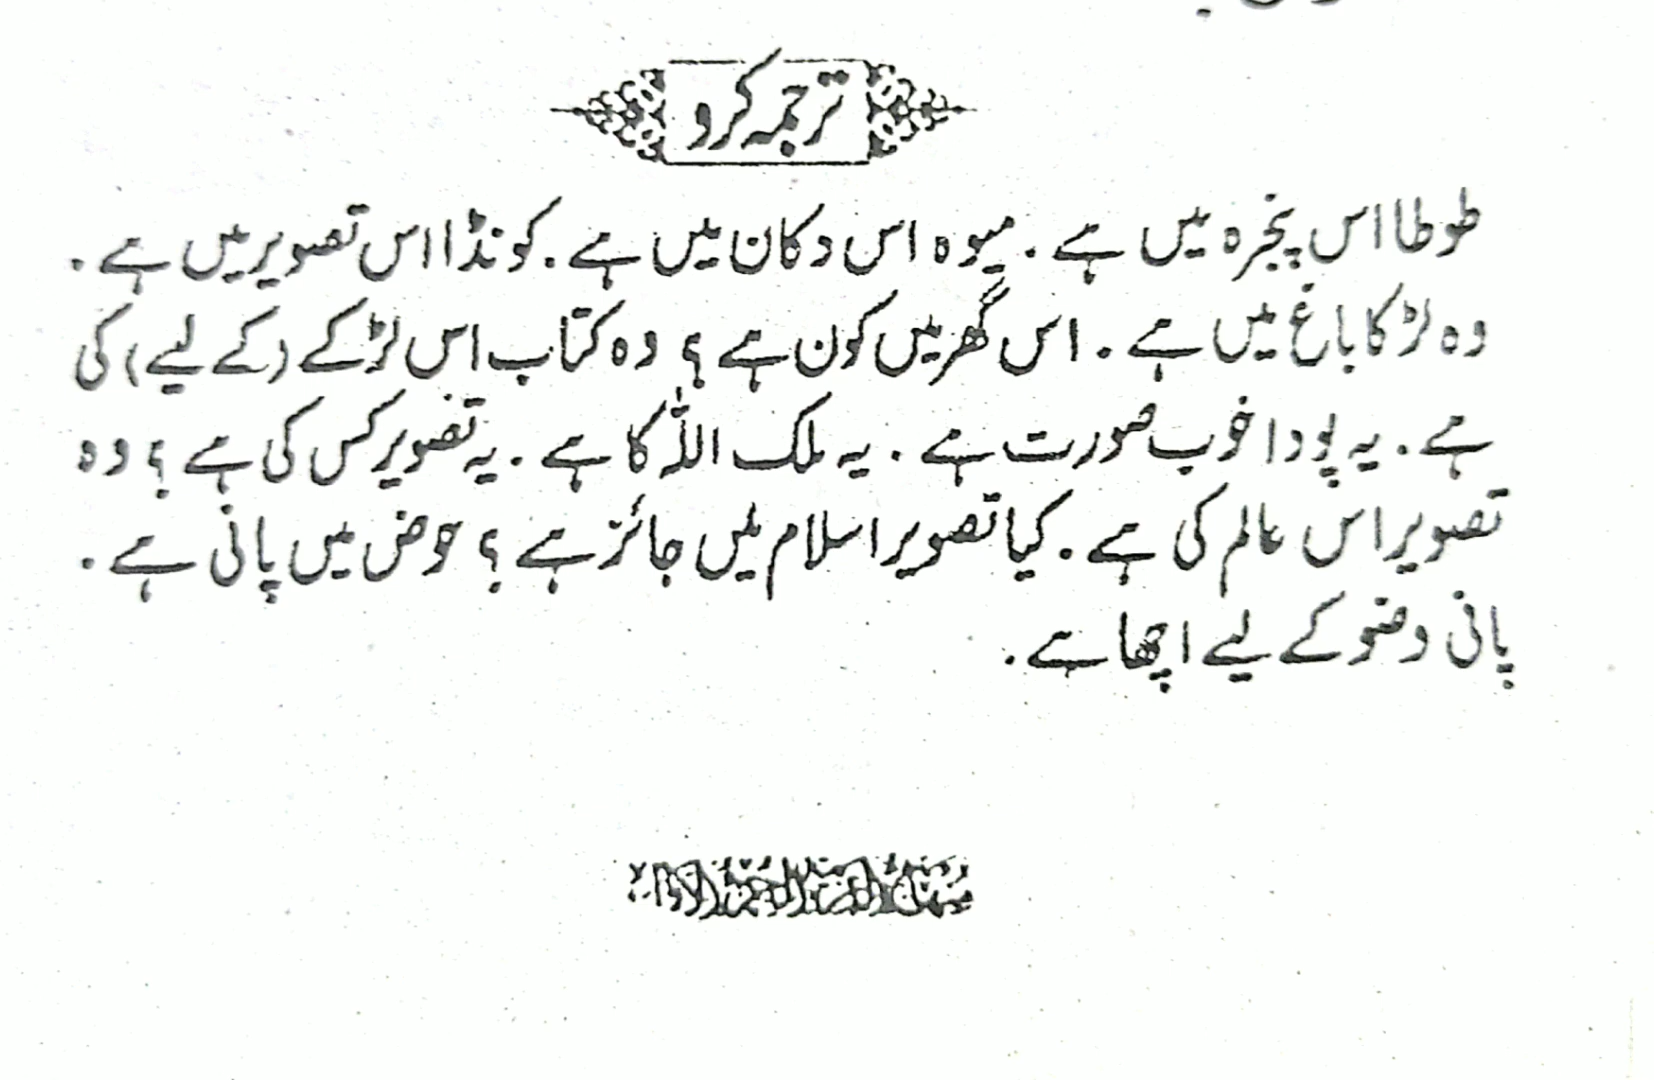 ترجمہ کرو
طوطا اس پنجرہ میں ہے . میوہ اس دکان میں ہے . کونڈا اس تصویر میں ہے .
وہ لڑکا باغ میں ہے . اس گھر میں کون ہے ؟ وہ کتاب اس لڑکے (کے لیے) کی
ہے . یہ پودا خوب صورت ہے . یہ ملک اللہ کا ہے . یہ تصویر کس کی ہے ؟ وہ
تصویر اس عالم کی ہے . کیا تصویر اسلام میں جائز ہے ؟ حوض میں پانی ہے .
پانی وضو کے لیے اچھا ہے .